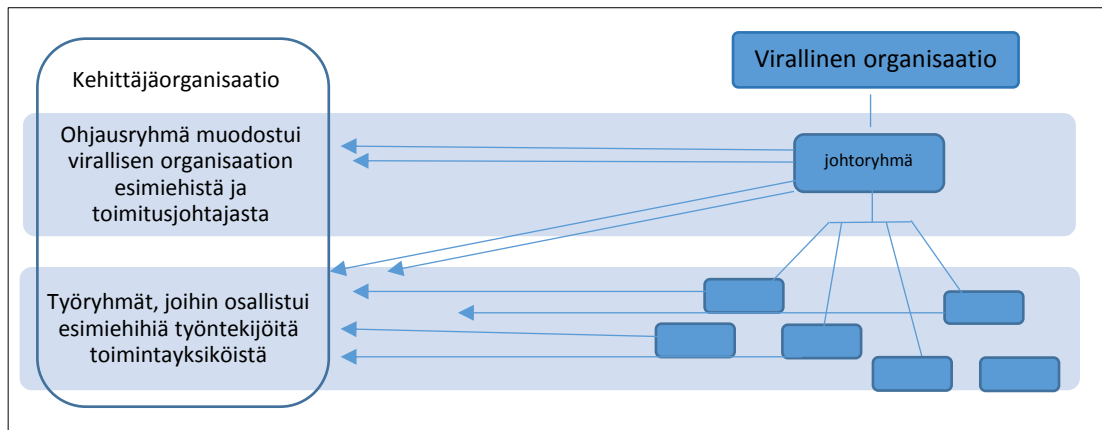 Kehittäjäorganisaatio
Ohjausryhmä muodostui
virallisen organisaation
esimiehistä ja
toimitusjohtajasta
Työryhmät, joihin osallistui
esimiehihiä työntekijöitä
toimintayksiköistä
Virallinen organisaatio
johtoryhmä